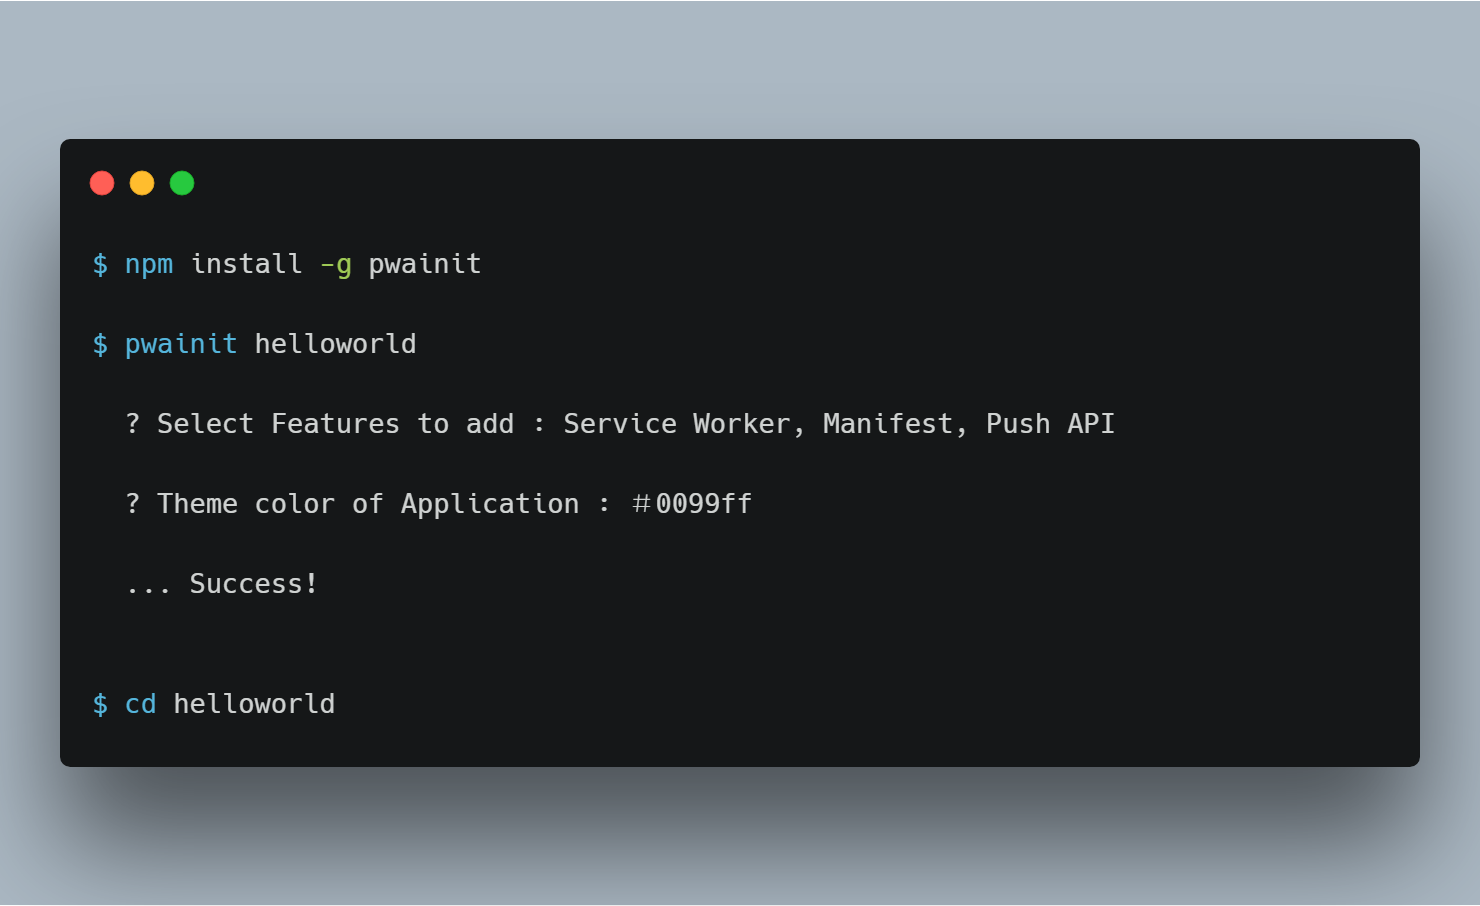 $ npm install -g pwainit
$ pwainit helloworld
? Select Features to add : Service Worker, Manifest, Push API
? Theme color of Application : #0099ff
... Success!
$ cd helloworld